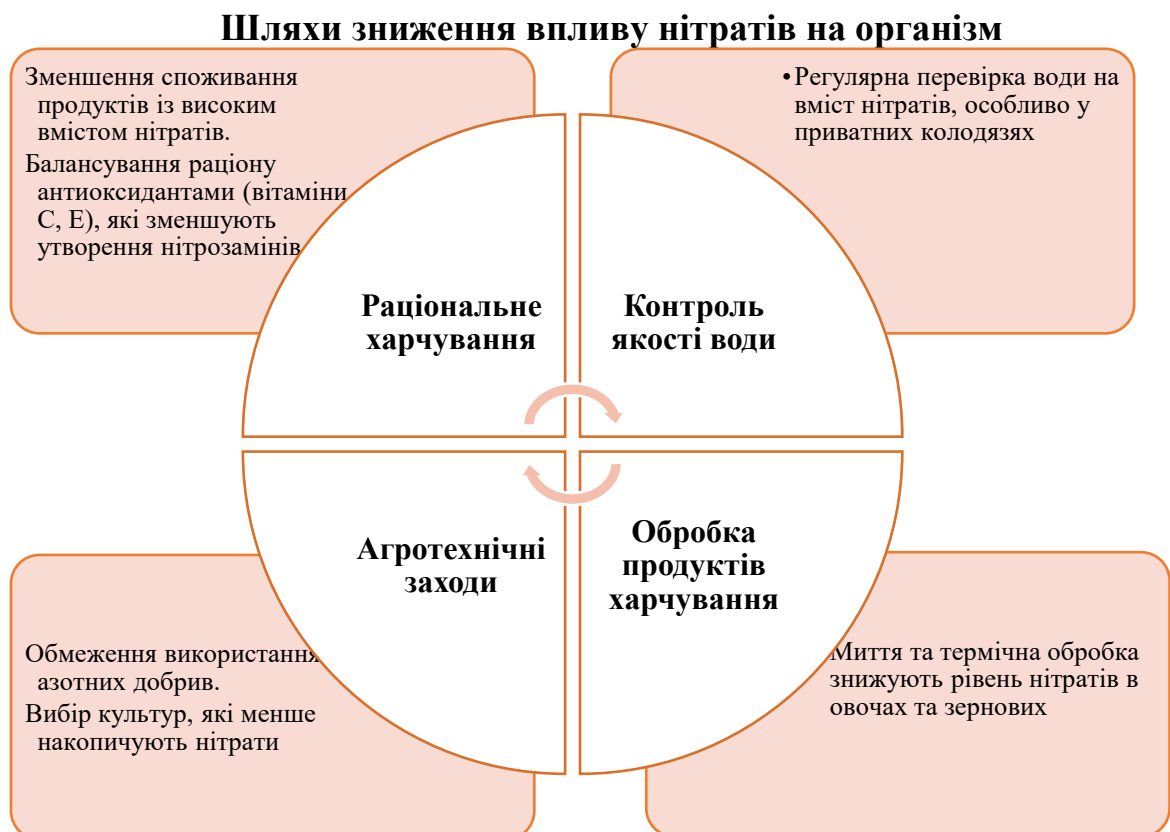 Шляхи зниження впливу нітратів на організм
Зменшення споживання
продуктів із високим
вмістом нітратів.
Балансування раціону
антиоксидантами (вітаміни
С, Е), які зменшують
утворення нітрозамінів
•Регулярна перевірка води на
вміст нітратів, особливо у
приватних колодязях
Раціональне
харчування
Контроль
якості води
Агротехнічні
заходи
Обробка
продуктів
харчування
Обмеження використання
азотних добрив.
Вибір культур, які менше
накопичують нітрати
Миття та термічна обробка
знижують рівень нітратів в
овочах та зернових